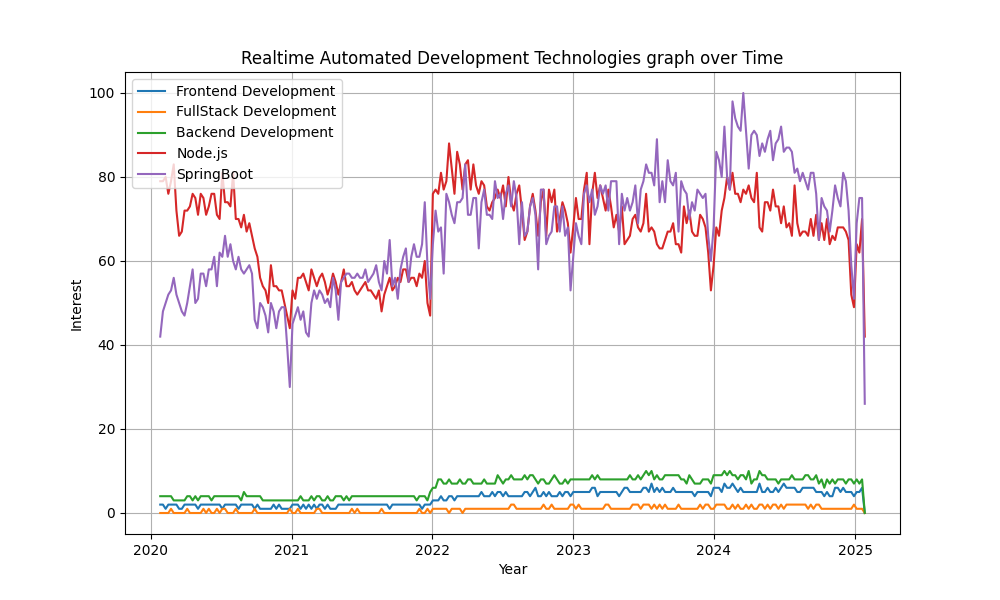 Realtime Automated Development Technologies graph over Time
Frontend Development
FullStack Development
Backend Development
Node.js
SpringBoot
100
80
60
40
20
0
Interest
2020
2021
2022
2023
2024
2025
Year